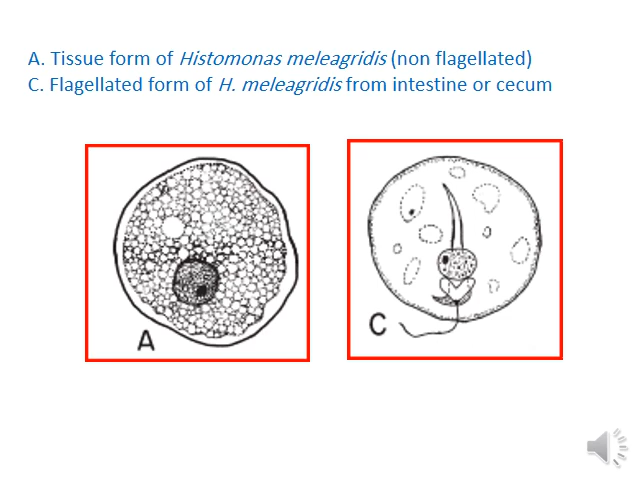 A. Tissue form of Histomonas meleagridis (non flagellated)
C. Flagellated form of H. meleagridis from intestine or cecum
A
C